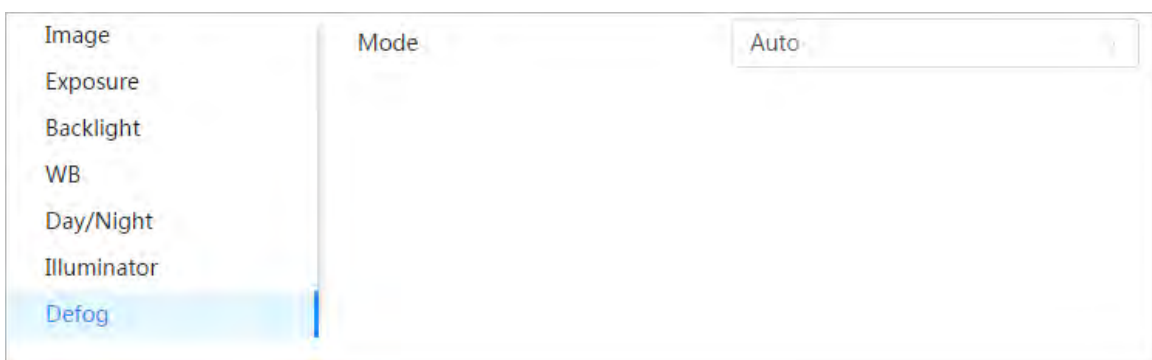 Image
Mode
Auto
Exposure
Backlight
WB
Day/Night
Illuminator
Defog